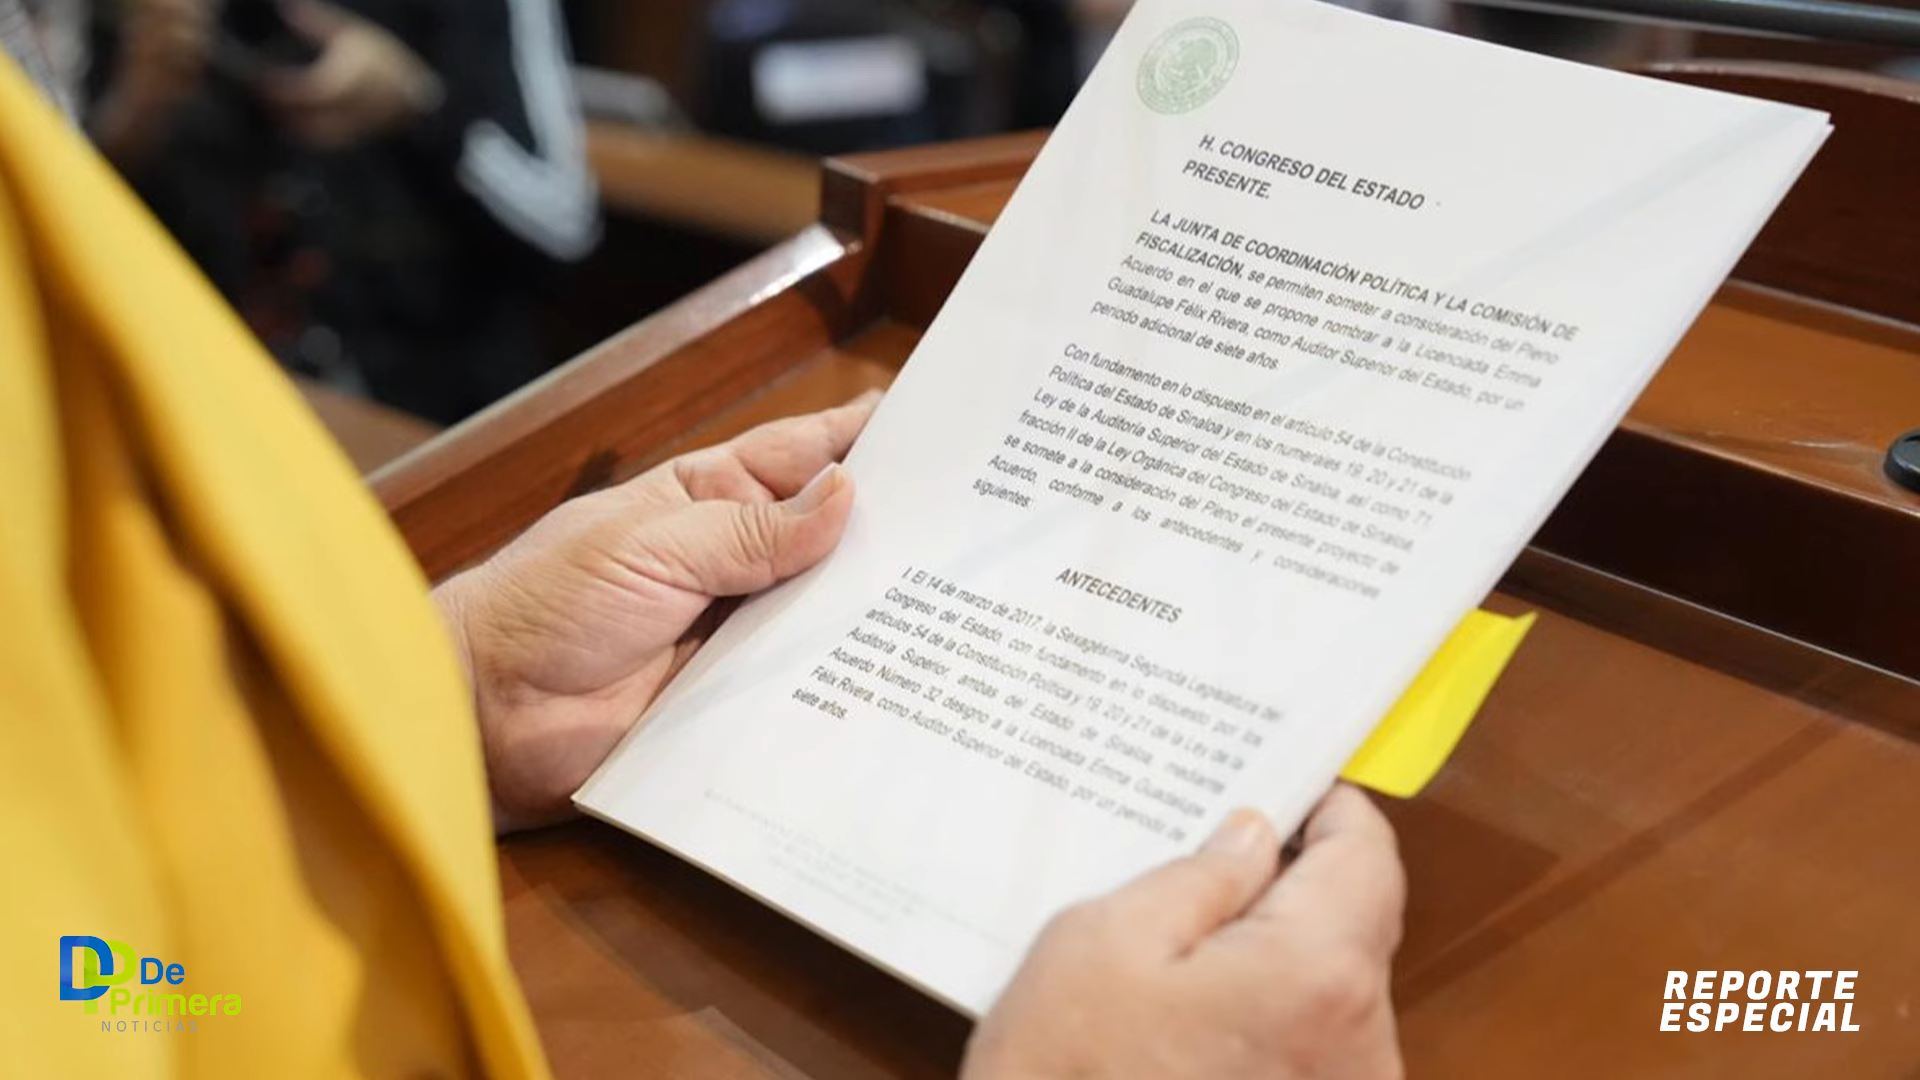 H. CONGRESO DEL ESTADO
PRESENTE.
LA JUNTA DE COORDINACIÓN POLÍTICA Y LA COMISIÓN DE
FISCALIZACIÓN, se permiten someter a consideración del Pleno
Acuerdo en el que se propone nombrar a la Licenciada Emma
Guadalupe Félix Rivera, como Auditor Superior del Estado, por un
periodo adicional de siete años.
Con fundamento en lo dispuesto en el artículo 54 de la Constitución
Política del Estado de Sinaloa y en los numerales 19, 20 y 21 de la
Ley de la Auditoría Superior del Estado de Sinaloa, así como 71,
fracción II de la Ley Orgánica del Congreso del Estado de Sinaloa,
se somete a la consideración del Pleno el presente proyecto de
Acuerdo, conforme a los antecedentes y consideraciones
siguientes:
ANTECEDENTES
I. El 14 de marzo de 2017, la Sexagésima Segunda Legislatura del
Congreso del Estado, con fundamento en lo dispuesto por los
artículos 54 de la Constitución Política y 19, 20 y 21 de la Ley de la
Auditoría Superior, ambas del Estado de Sinaloa, mediante
Acuerdo Número 32 designó a la Licenciada Emma Guadalupe
Félix Rivera, como Auditor Superior del Estado, por un periodo de
siete años.
De
Primera
NOTICIAS
REPORTE
ESPECIAL